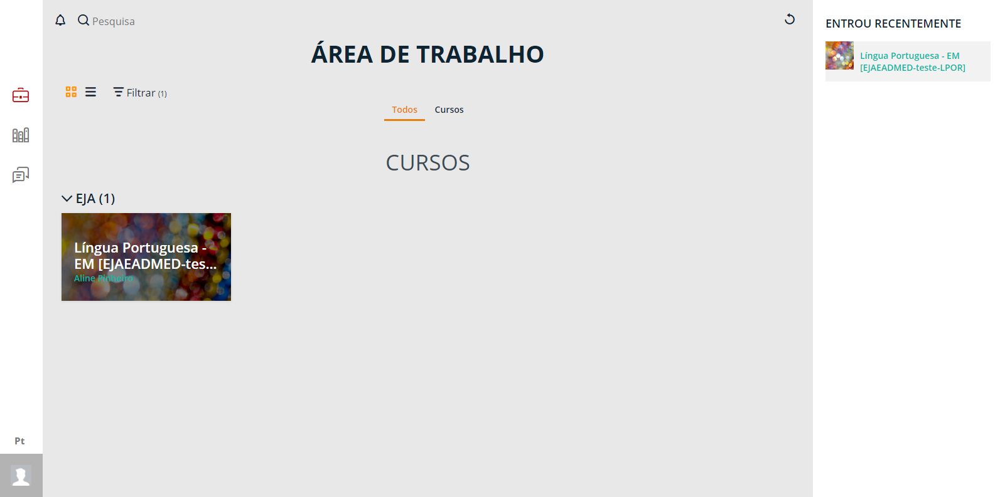 Pesquisa
ÁREA DE TRABALHO
Filtrar (1)
Todos
Cursos
CURSOS
EJA (1)
Língua Portuguesa -
EM [EJAEADMED-tes...
Aline Pinheiro
ENTROU RECENTEMENTE
Língua Portuguesa - EM
[EJAEADMED-teste-LPOR]
Pt